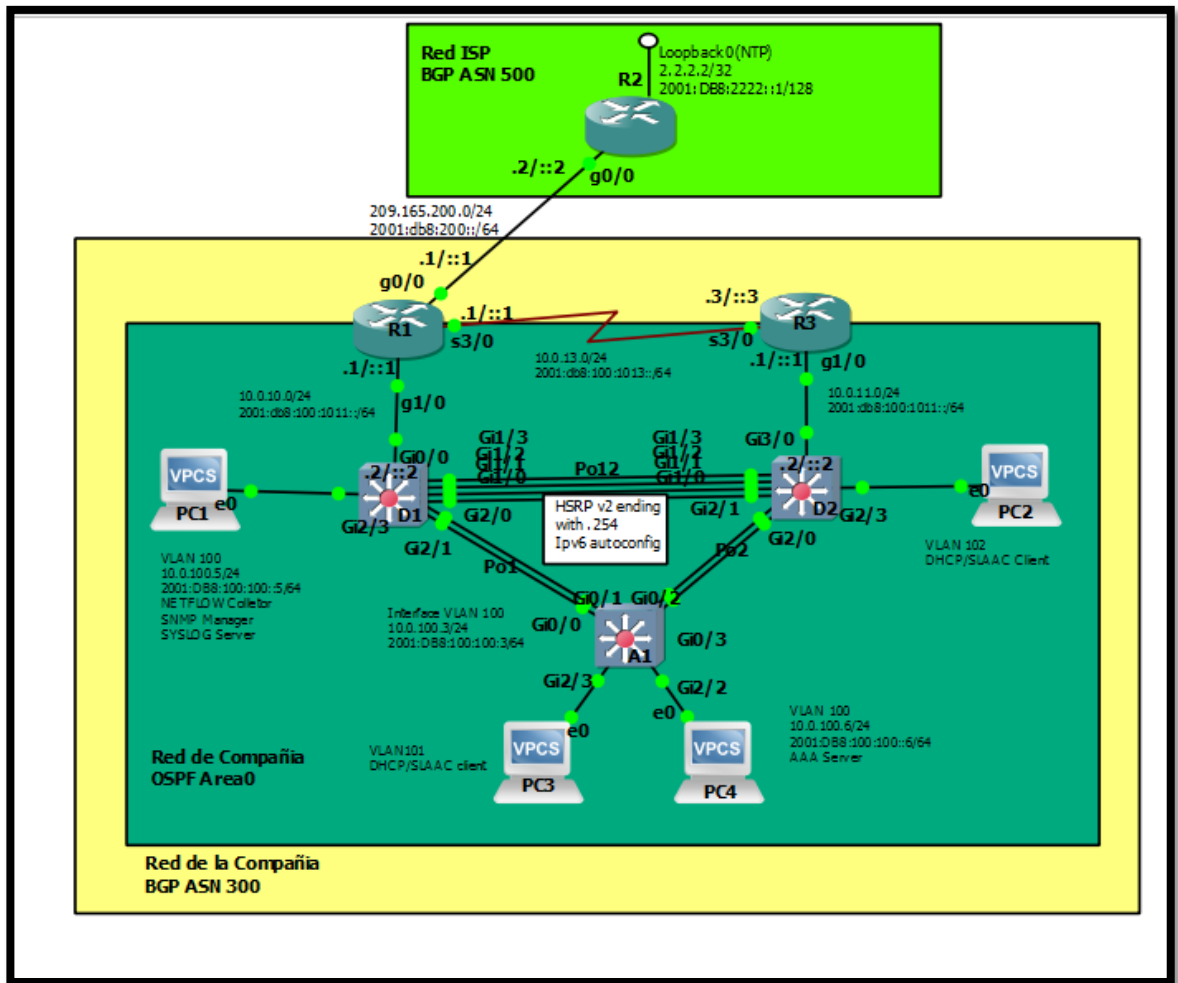 Red ISP
BGP ASN 500
Loopback 0 (NTP)
2.2.2.2/32
2001: DB8:2222::1/128
R2
.2/::2
g0/0
209.165.200.0/24
2001:db8:200::/64
.1/::1
g0/0
R1
.1/::1
s3/0
.3/::3
R3
s3/0
.1/::1
g1/0
.1/::1
g1/0
10.0.13.0/24
2001:db8:100:1013::/64
10.0.10.0/24
2001:db8:100:1011::/64
10.0.11.0/24
2001:db8:100:1011::/64
Gi0/0
Gi1/3
Gi1/2
Gi1/1
Gi1/0
Po12
Gi1/3
Gi1/2
Gi1/1
Gi1/0
Gi3/0
VPCS
PC1
e0
Gi2/3
.2/::2
D1
Gi2/0
Gi2/1
HSRP v2 ending
with .254
Ipv6 autoconfig
Gi2/1
.2/::2
D2
Gi2/3
Gi2/0
e0
VPCS
PC2
VLAN 100
10.0.100.5/24
2001:DB8:100:100::5/64
NETFLOW Colletor
SNMP Manager
SYSLOG Server
VLAN 102
DHCP/SLAAC Client
Po1
Po2
Interface VLAN 100
10.0.100.3/24
2001:DB8:100:100:3/64
Gi0/1
Gi0/2
Gi0/0
Gi0/3
A1
Gi2/3
Gi2/2
e0
e0
VLAN 100
10.0.100.6/24
2001:DB8:100:100::6/64
AAA Server
VLAN101
DHCP/SLAAC client
VPCS
PC3
VPCS
PC4
Red de Compañia
OSPF Area0
Red de la Compañia
BGP ASN 300